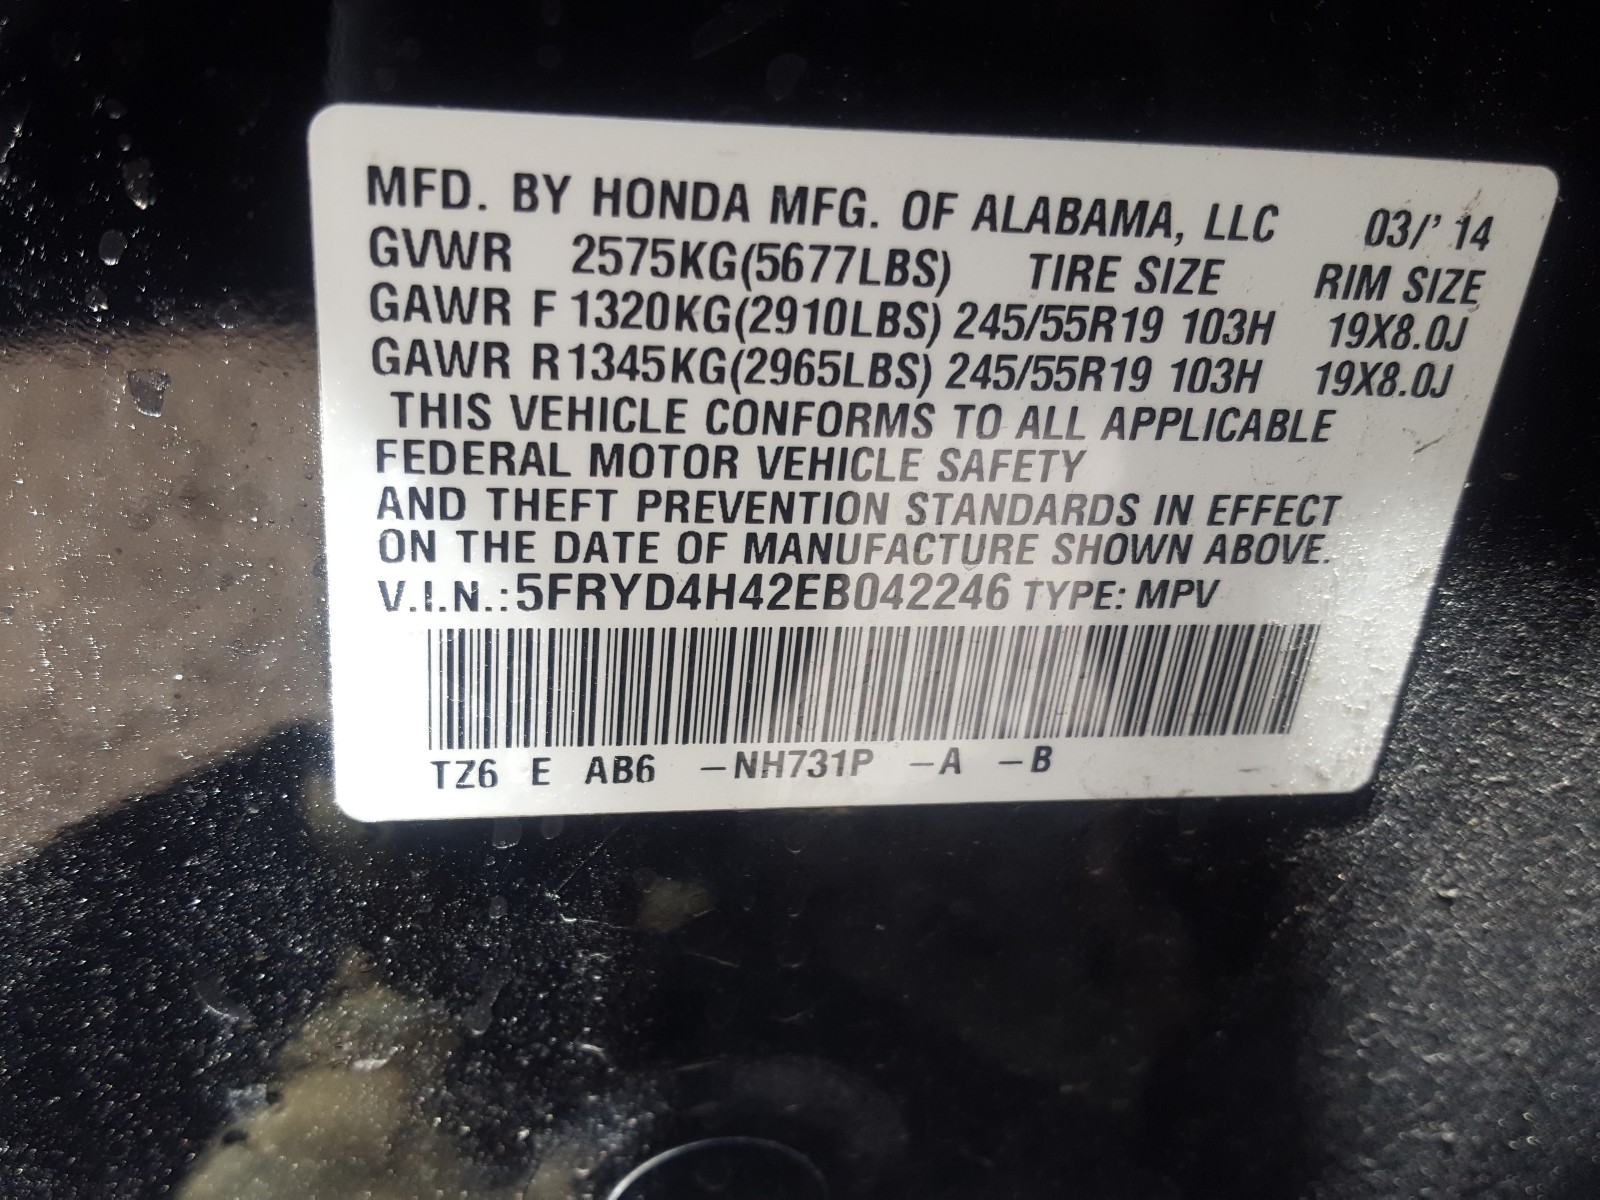 MFD. BY HONDA MFG. OF ALABAMA, LLC 03/' 14
GVWR 2575KG(5677LBS) TIRE SIZE RIM SIZE
GAWR F 1320KG(2910LBS) 245/55R19 103H 19X8.0J
GAWR R 1345KG(2965LBS) 245/55R19 103H 19X8.0J
THIS VEHICLE CONFORMS TO ALL APPLICABLE
FEDERAL MOTOR VEHICLE SAFETY
AND THEFT PREVENTION STANDARDS IN EFFECT
ON THE DATE OF MANUFACTURE SHOWN ABOVE.
V.I.N.: 5FRYD4H42EB042246 TYPE: MPV
TZ6 E AB6 –NH731P –A –B –